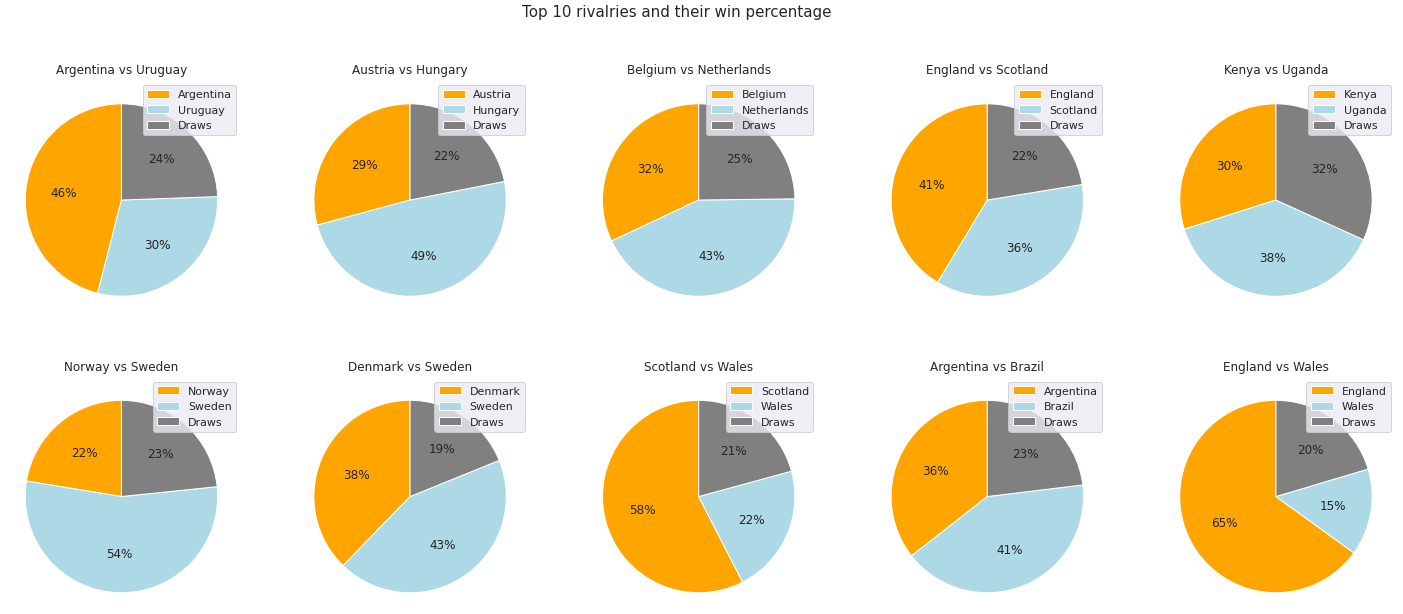 Top 10 rivalries and their win percentage
Argentina vs Uruguay
Argentina
Uruguay
Draws
46%
30%
24%
Austria vs Hungary
Austria
Hungary
Draws
29%
49%
22%
Belgium vs Netherlands
Belgium
Netherlands
Draws
32%
43%
25%
England vs Scotland
England
Scotland
Draws
41%
36%
22%
Kenya vs Uganda
Kenya
Uganda
Draws
30%
38%
32%
Norway vs Sweden
Norway
Sweden
Draws
22%
54%
23%
Denmark vs Sweden
Denmark
Sweden
Draws
38%
43%
19%
Scotland vs Wales
Scotland
Wales
Draws
58%
22%
21%
Argentina vs Brazil
Argentina
Brazil
Draws
36%
41%
23%
England vs Wales
England
Wales
Draws
65%
15%
20%